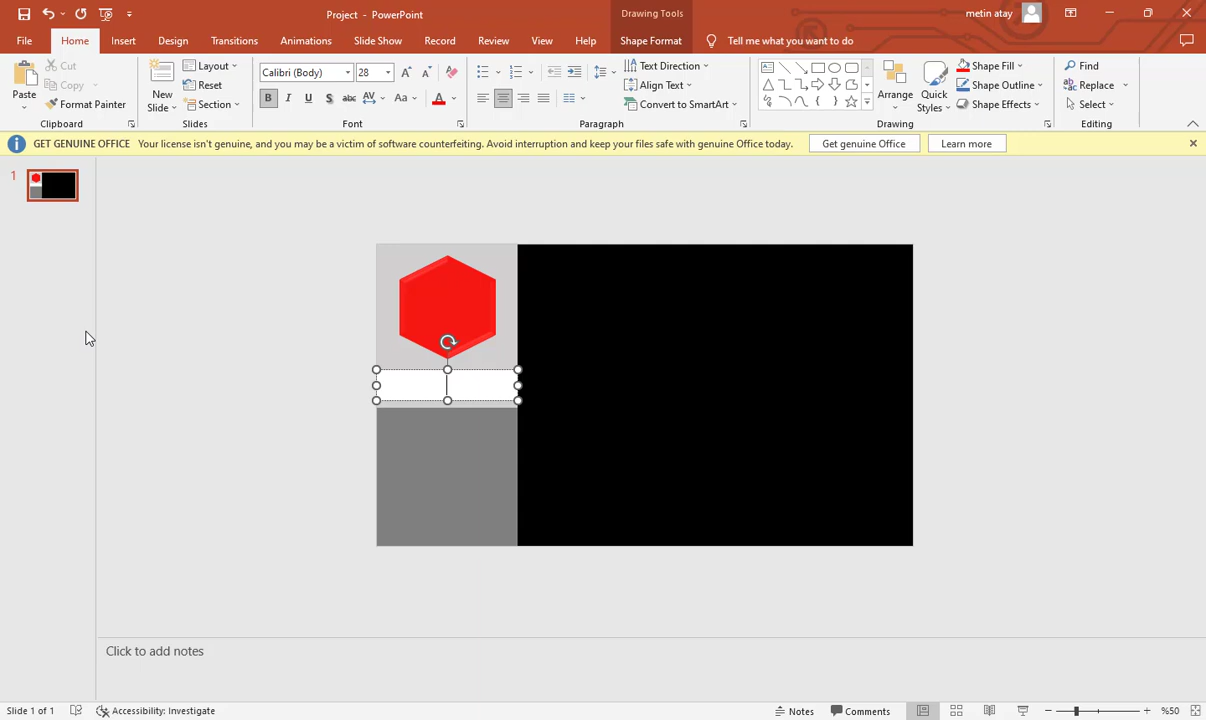 Project - PowerPoint
Drawing Tools
metin atay
File Home Insert Design Transitions Animations Slide Show Record Review View Help Shape Format Tell me what you want to do
Paste
Cut
Copy
Format Painter
Clipboard
New Slide
Layout
Reset
Section
Slides
Calibri (Body) 28
B I U S abc AV Aa A
Font
Text Direction
Align Text
Convert to SmartArt
Paragraph
Arrange
Quick Styles
Shape Fill
Shape Outline
Shape Effects
Drawing
Find
Replace
Select
Editing
GET GENUINE OFFICE Your license isn't genuine, and you may be a victim of software counterfeiting. Avoid interruption and keep your files safe with genuine Office today. Get genuine Office Learn more
1
Click to add notes
Slide 1 of 1 Accessibility: Investigate Notes Comments %50